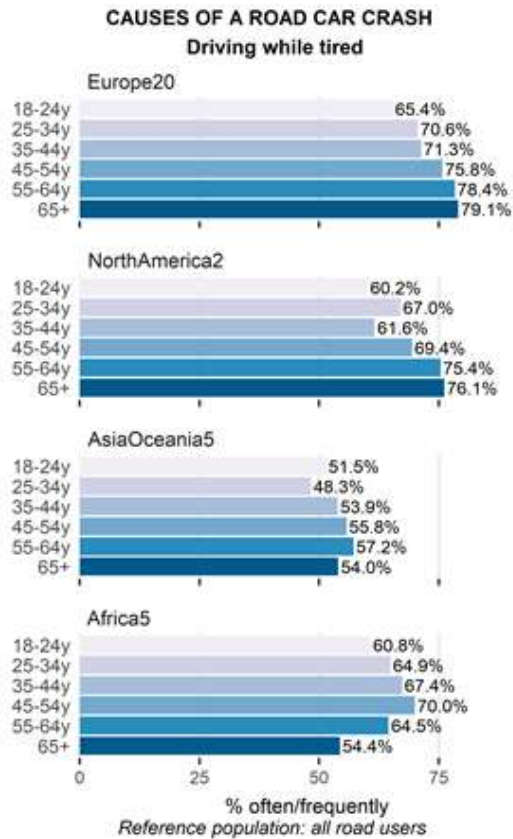 CAUSES OF A ROAD CAR CRASH
Driving while tired
Europe20
18-24y 65.4%
25-34y 70.6%
35-44y 71.3%
45-54y 75.8%
55-64y 78.4%
65+ 79.1%
NorthAmerica2
18-24y 60.2%
25-34y 67.0%
35-44y 61.6%
45-54y 69.4%
55-64y 75.4%
65+ 76.1%
AsiaOceania5
18-24y 51.5%
25-34y 48.3%
35-44y 53.9%
45-54y 55.8%
55-64y 57.2%
65+ 54.0%
Africa5
18-24y 60.8%
25-34y 64.9%
35-44y 67.4%
45-54y 70.0%
55-64y 64.5%
65+ 54.4%
0 25 50 75
% often/frequently
Reference population: all road users